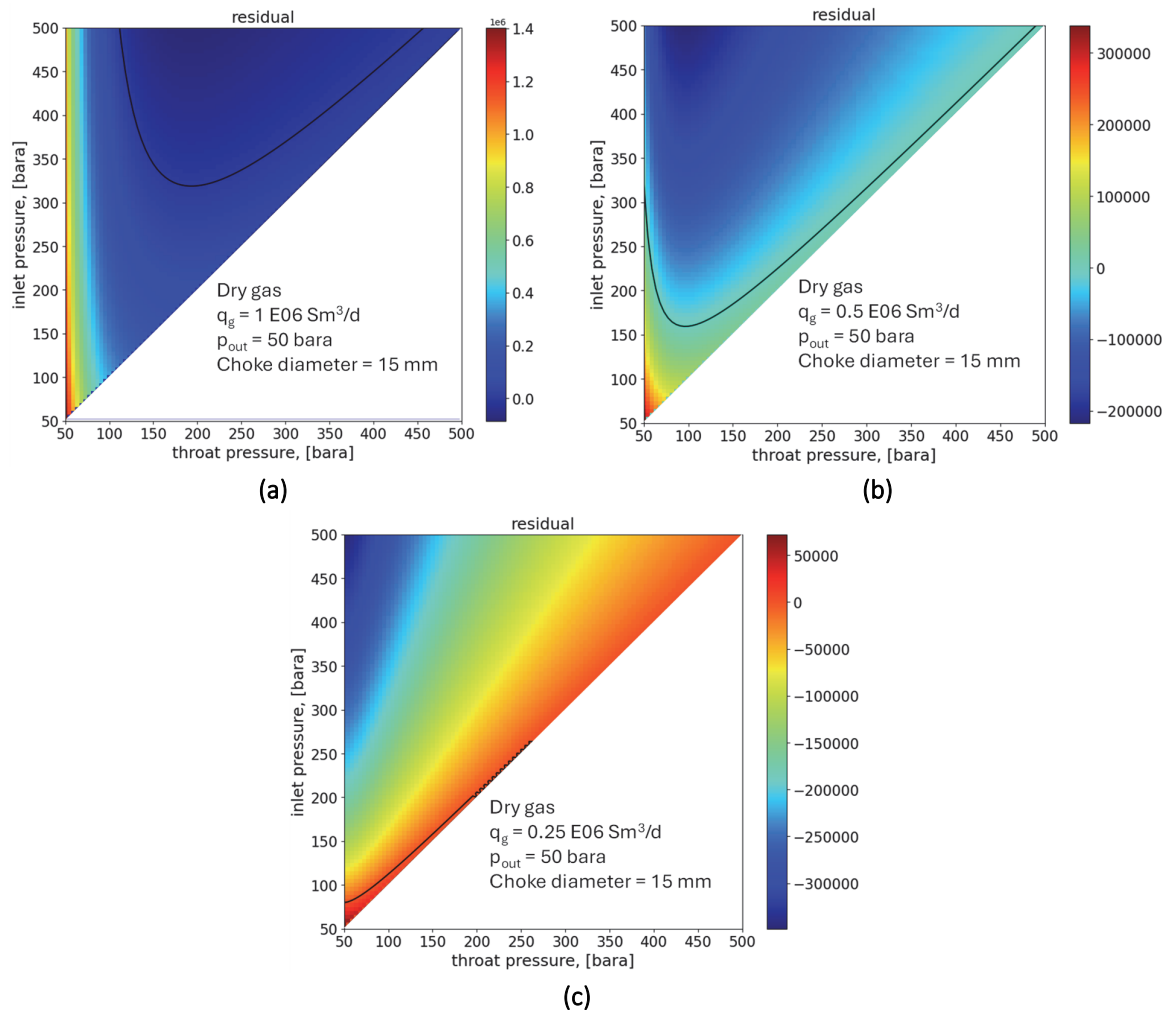 residual
1e6
500
450
400
350
300
250
200
150
100
50
inlet pressure, [bara]
Dry gas
q_g = 1 E06 Sm³/d
p_out = 50 bara
Choke diameter = 15 mm
50 100 150 200 250 300 350 400 450 500
throat pressure, [bara]
1.4
1.2
1.0
0.8
0.6
0.4
0.2
0.0
(a)
residual
500
450
400
350
300
250
200
150
100
50
inlet pressure, [bara]
Dry gas
q_g = 0.5 E06 Sm³/d
p_out = 50 bara
Choke diameter = 15 mm
50 100 150 200 250 300 350 400 450 500
throat pressure, [bara]
300000
200000
100000
0
−100000
−200000
(b)
residual
500
450
400
350
300
250
200
150
100
50
inlet pressure, [bara]
Dry gas
q_g = 0.25 E06 Sm³/d
p_out = 50 bara
Choke diameter = 15 mm
50 100 150 200 250 300 350 400 450 500
throat pressure, [bara]
50000
0
−50000
−100000
−150000
−200000
−250000
−300000
(c)